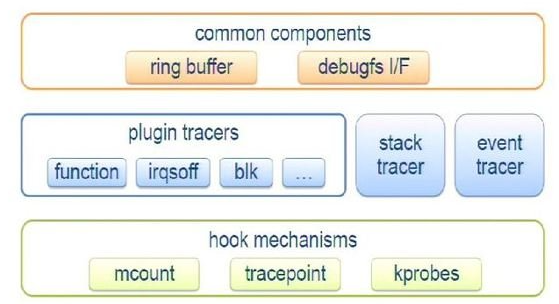 common components
ring buffer
debugfs I/F
plugin tracers
function
irqsoff
blk
...
stack
tracer
event
tracer
hook mechanisms
mcount
tracepoint
kprobes